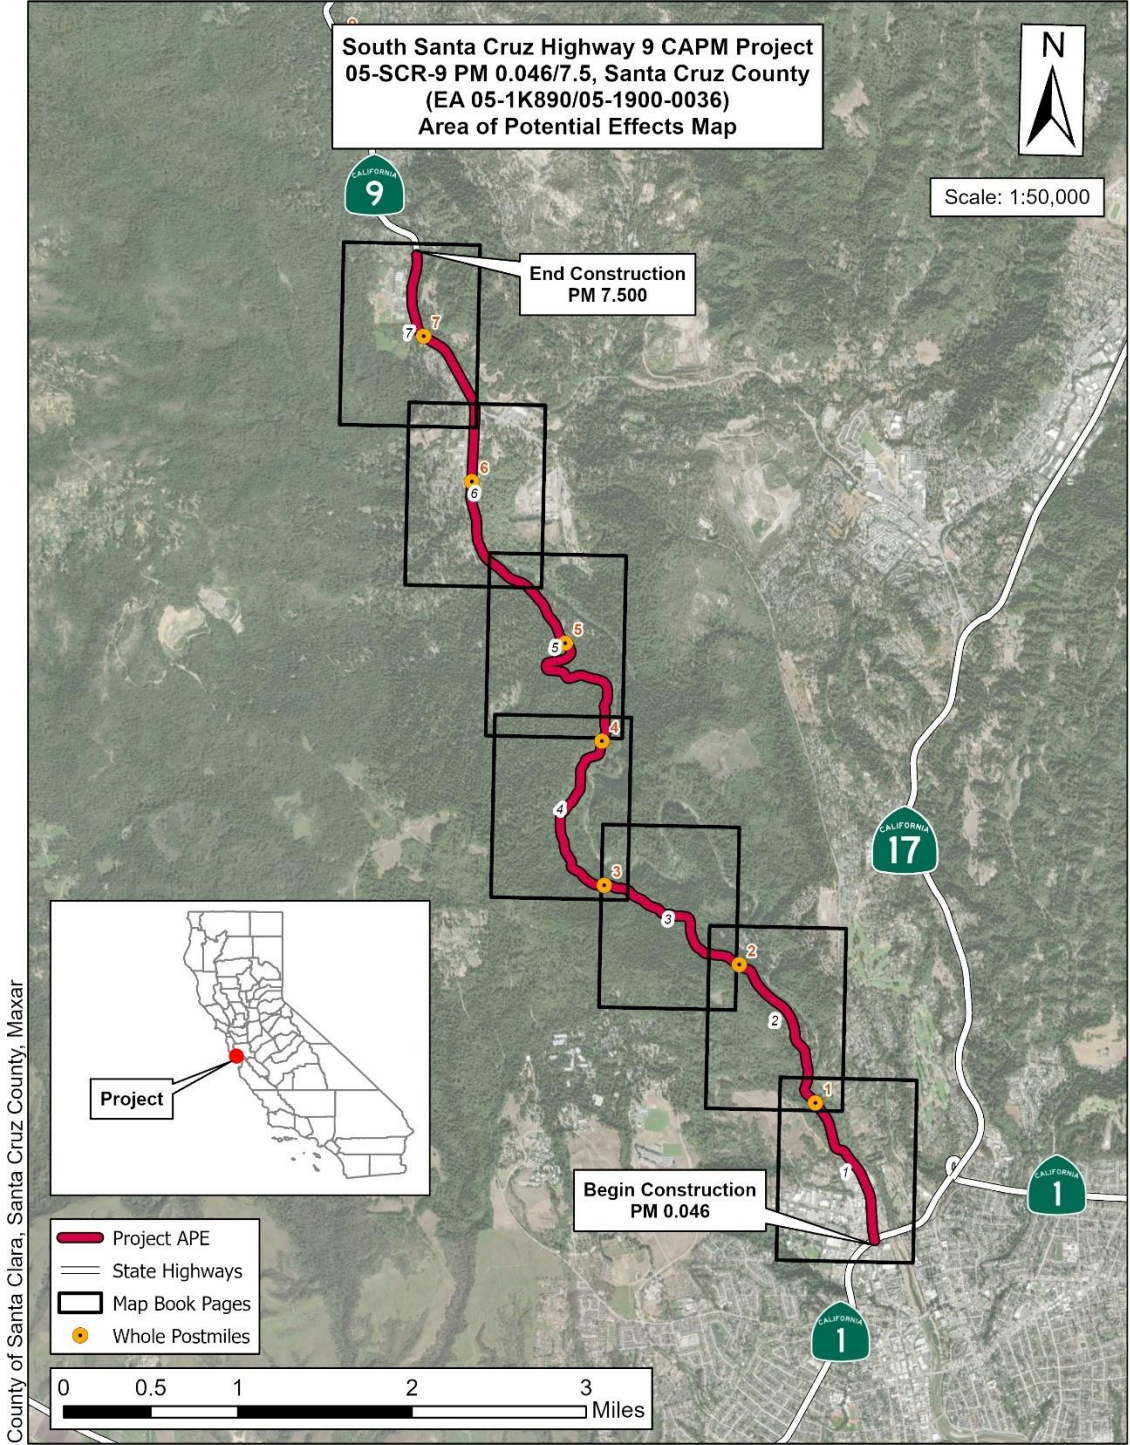 9
South Santa Cruz Highway 9 CAPM Project
05-SCR-9 PM 0.046/7.5, Santa Cruz County
(EA 05-1K890/05-1900-0036)
Area of Potential Effects Map
N
Scale: 1:50,000
CALIFORNIA
9
End Construction
PM 7.500
7
7
6
6
5
5
4
4
CALIFORNIA
17
3
3
2
2
1
1
Project
Begin Construction
PM 0.046
CALIFORNIA
1
CALIFORNIA
1
Project APE
State Highways
Map Book Pages
Whole Postmiles
0 0.5 1 2 3
Miles
County of Santa Clara, Santa Cruz County, Maxar